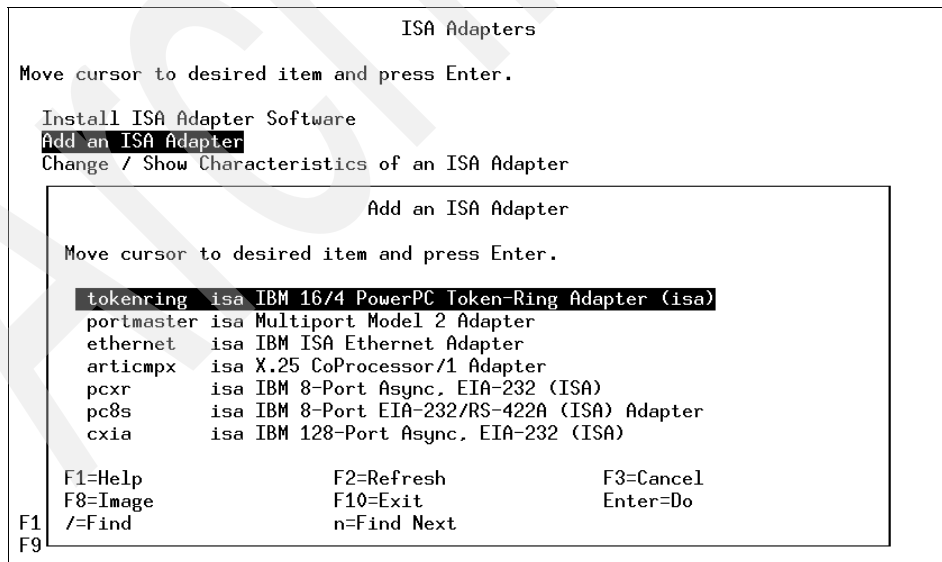 ISA Adapters
Move cursor to desired item and press Enter.
Install ISA Adapter Software
Add an ISA Adapter
Change / Show Characteristics of an ISA Adapter
Add an ISA Adapter
Move cursor to desired item and press Enter.
tokenring isa IBM 16/4 PowerPC Token-Ring Adapter (isa)
portmaster isa Multiport Model 2 Adapter
ethernet isa IBM ISA Ethernet Adapter
articmpx isa X.25 CoProcessor/1 Adapter
pcxr isa IBM 8-Port Async, EIA-232 (ISA)
pc8s isa IBM 8-Port EIA-232/RS-422A (ISA) Adapter
cxia isa IBM 128-Port Async, EIA-232 (ISA)
F1=Help F2=Refresh F3=Cancel
F8=Image F10=Exit Enter=Do
F1 /=Find n=Find Next
F9